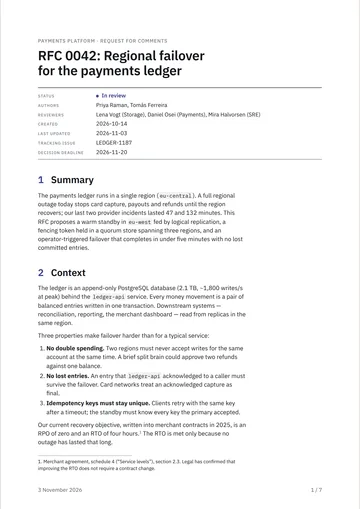 PAYMENTS PLATFORM · REQUEST FOR COMMENTS
RFC 0042: Regional failover
for the payments ledger
STATUS In review
AUTHORS Priya Raman, Tomás Ferreira
REVIEWERS Lena Vogt (Storage), Daniel Osei (Payments), Mira Halvorsen (SRE)
CREATED 2026-10-14
LAST UPDATED 2026-11-03
TRACKING ISSUE LEDGER-1187
DECISION DEADLINE 2026-11-20
1 Summary
The payments ledger runs in a single region (eu-central). A full regional
outage today stops card capture, payouts and refunds until the region
recovers; our last two provider incidents lasted 47 and 132 minutes. This
RFC proposes a warm standby in eu-west fed by logical replication, a
fencing token held in a quorum store spanning three regions, and an
operator-triggered failover that completes in under five minutes with no lost
committed entries.
2 Context
The ledger is an append-only PostgreSQL database (2.1 TB, ~1,800 writes/s
at peak) behind the ledger-api service. Every money movement is a pair of
balanced entries written in one transaction. Downstream systems —
reconciliation, reporting, the merchant dashboard — read from replicas in the
same region.
Three properties make failover harder than for a typical service:
1. No double spending. Two regions must never accept writes for the same
account at the same time. A brief split brain could approve two refunds
against one balance.
2. No lost entries. An entry that ledger-api acknowledged to a caller must
survive the failover. Card networks treat an acknowledged capture as
final.
3. Idempotency keys must stay unique. Clients retry with the same key
after a timeout; the standby must know every key the primary accepted.
Our current recovery objective, written into merchant contracts in 2025, is an
RPO of zero and an RTO of four hours.¹ The RTO is met only because no
outage has lasted that long.
1. Merchant agreement, schedule 4 ("Service levels"), section 2.3. Legal has confirmed that
improving the RTO does not require a contract change.
3 November 2026
1 / 7